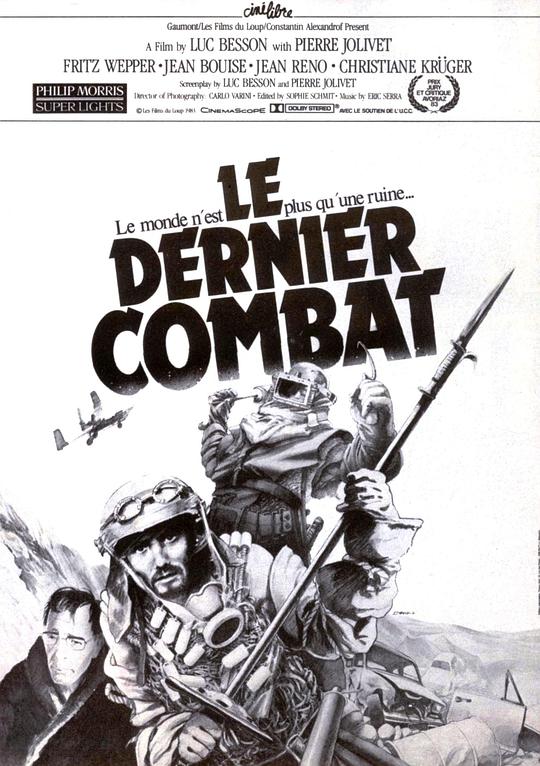 ciné libre
Gaumont/Les Films du Loup/Constantin Alexandrof Present
A Film by LUC BESSON with PIERRE JOLIVET
FRITZ WEPPER • JEAN BOUISE • JEAN RENO • CHRISTIANE KRÜGER
Screenplay by LUC BESSON and PIERRE JOLIVET
Director of Photography: CARLO VARINI • Edited by SOPHIE SCHMIT • Music by ERIC SERRA
PHILIP MORRIS
SUPER LIGHTS
© Les Films du Loup 1983 CINEMASCOPE DOLBY STEREO AVEC LE SOUTIEN DE L'U.C.C.
PRIX
JURY
ET CRITIQUE
AVORIAZ
83
Le monde n'est plus qu'une ruine...
LE
DERNIER
COMBAT